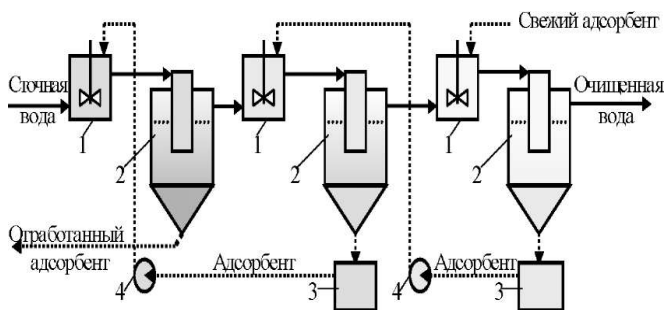 Свежий адсорбент
Сточная
вода
Очищенная
вода
1
1
1
2
2
2
Отработанный
адсорбент
4
Адсорбент
3
4
Адсорбент
3